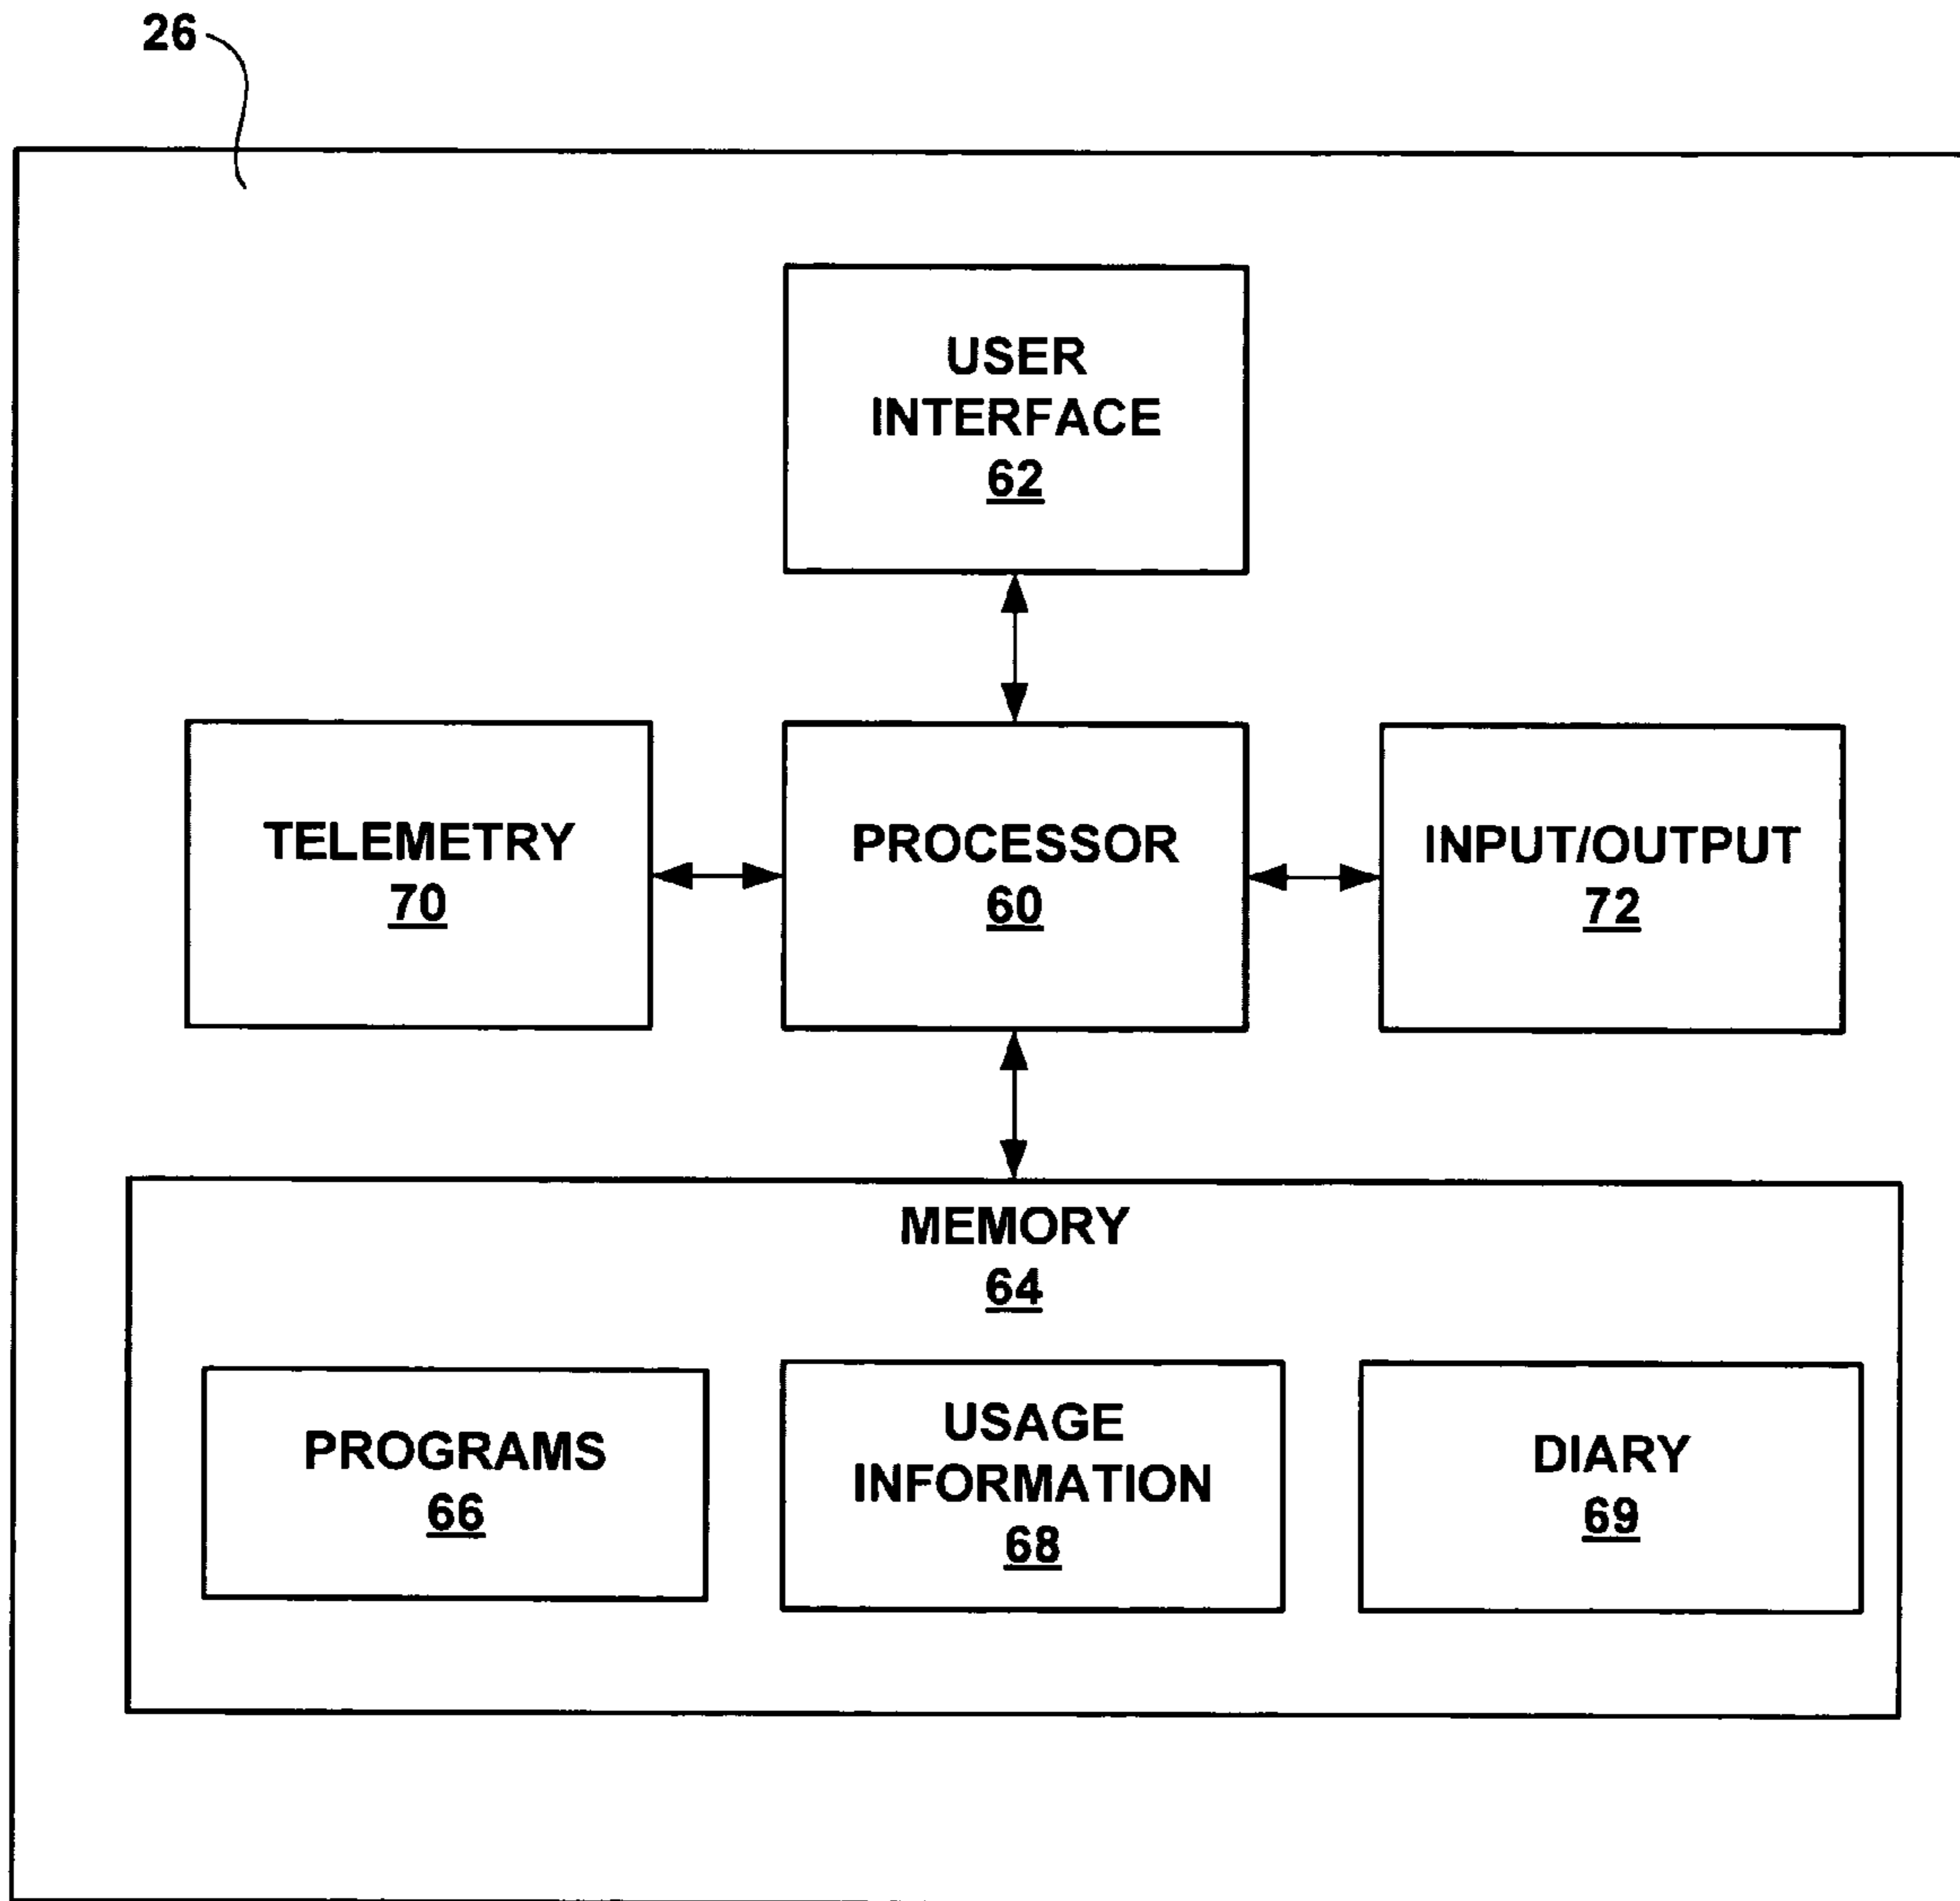 26
USER
INTERFACE
62
TELEMETRY
70
PROCESSOR
60
INPUT/OUTPUT
72
MEMORY
64
PROGRAMS
66
USAGE
INFORMATION
68
DIARY
69